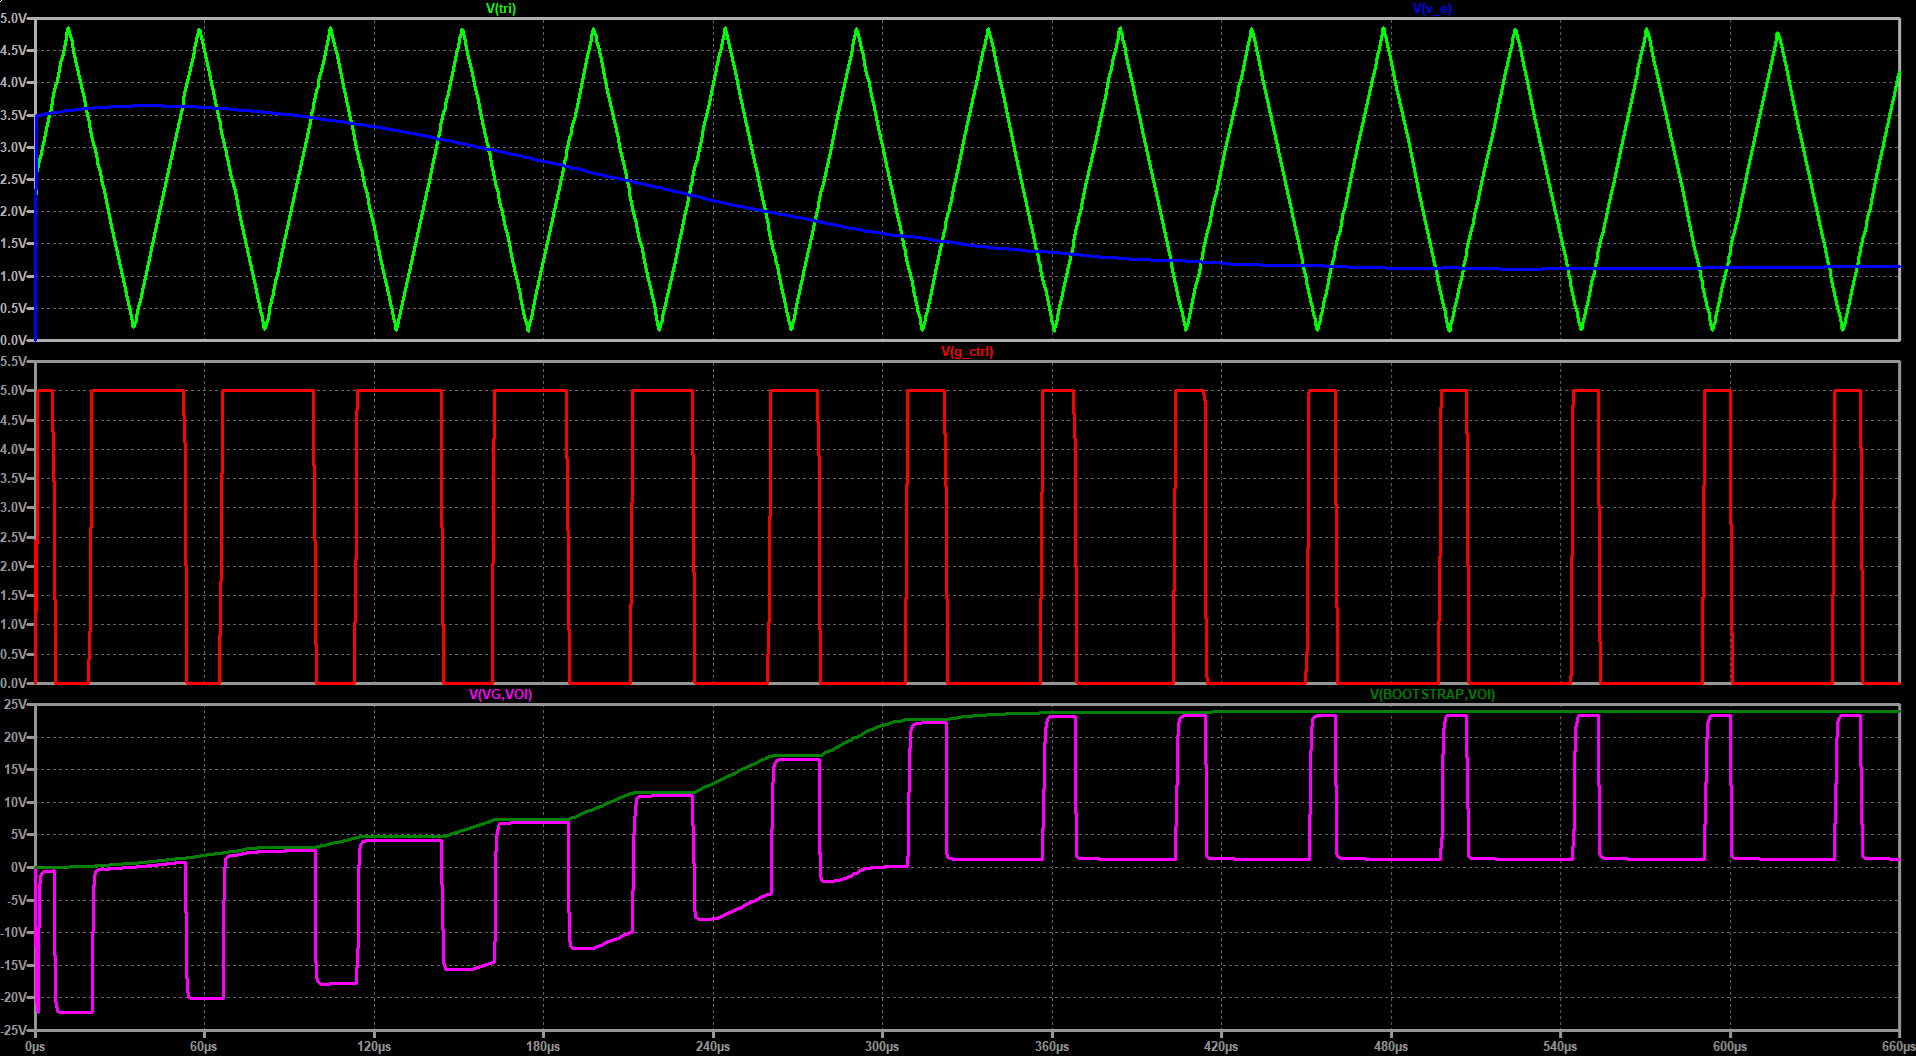 V(tri) V(v_e)
5.0V
4.5V
4.0V
3.5V
3.0V
2.5V
2.0V
1.5V
1.0V
0.5V
0.0V
V(g_ctrl)
5.5V
5.0V
4.5V
4.0V
3.5V
3.0V
2.5V
2.0V
1.5V
1.0V
0.5V
0.0V
V(VG,VOI) V(BOOTSTRAP,VOI)
25V
20V
15V
10V
5V
0V
-5V
-10V
-15V
-20V
-25V
0µs 60µs 120µs 180µs 240µs 300µs 360µs 420µs 480µs 540µs 600µs 660µs